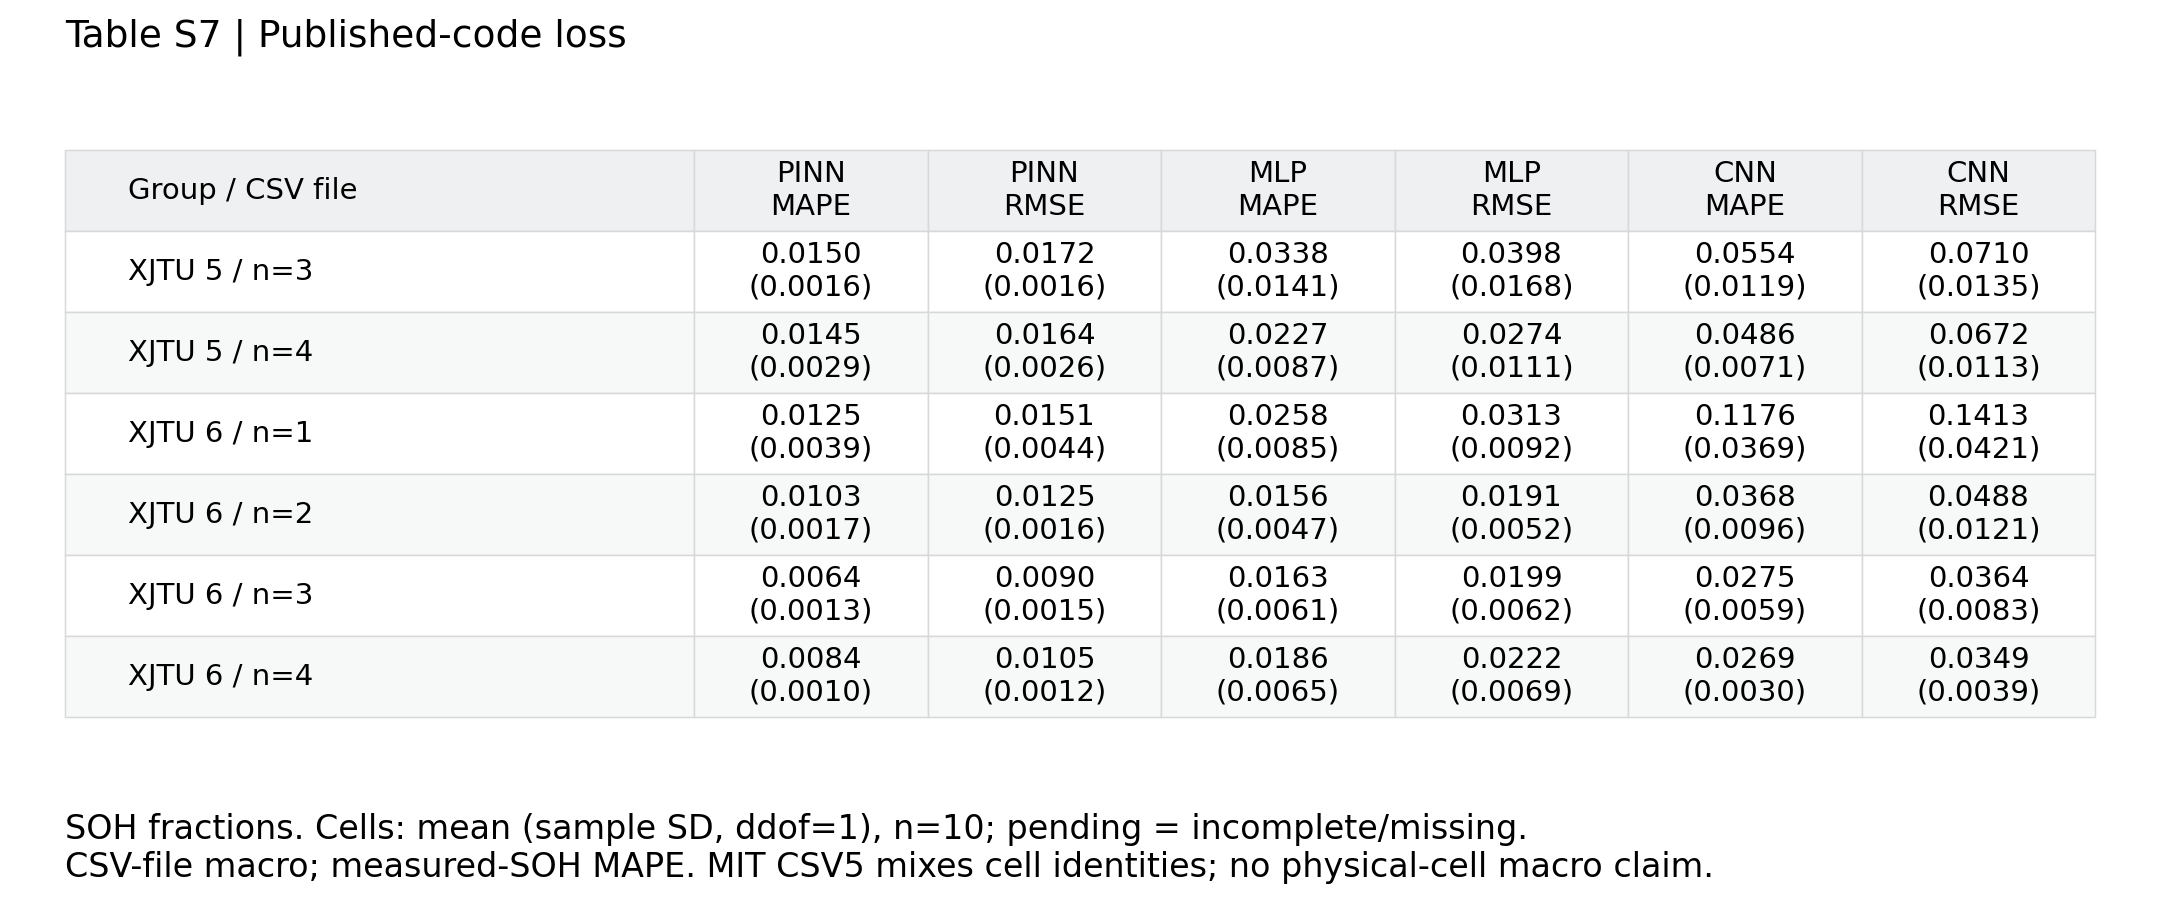 Table S7 | Published-code loss
Group / CSV file PINN MAPE PINN RMSE MLP MAPE MLP RMSE CNN MAPE CNN RMSE
XJTU 5 / n=3 0.0150 (0.0016) 0.0172 (0.0016) 0.0338 (0.0141) 0.0398 (0.0168) 0.0554 (0.0119) 0.0710 (0.0135)
XJTU 5 / n=4 0.0145 (0.0029) 0.0164 (0.0026) 0.0227 (0.0087) 0.0274 (0.0111) 0.0486 (0.0071) 0.0672 (0.0113)
XJTU 6 / n=1 0.0125 (0.0039) 0.0151 (0.0044) 0.0258 (0.0085) 0.0313 (0.0092) 0.1176 (0.0369) 0.1413 (0.0421)
XJTU 6 / n=2 0.0103 (0.0017) 0.0125 (0.0016) 0.0156 (0.0047) 0.0191 (0.0052) 0.0368 (0.0096) 0.0488 (0.0121)
XJTU 6 / n=3 0.0064 (0.0013) 0.0090 (0.0015) 0.0163 (0.0061) 0.0199 (0.0062) 0.0275 (0.0059) 0.0364 (0.0083)
XJTU 6 / n=4 0.0084 (0.0010) 0.0105 (0.0012) 0.0186 (0.0065) 0.0222 (0.0069) 0.0269 (0.0030) 0.0349 (0.0039)
SOH fractions. Cells: mean (sample SD, ddof=1), n=10; pending = incomplete/missing.
CSV-file macro; measured-SOH MAPE. MIT CSV5 mixes cell identities; no physical-cell macro claim.